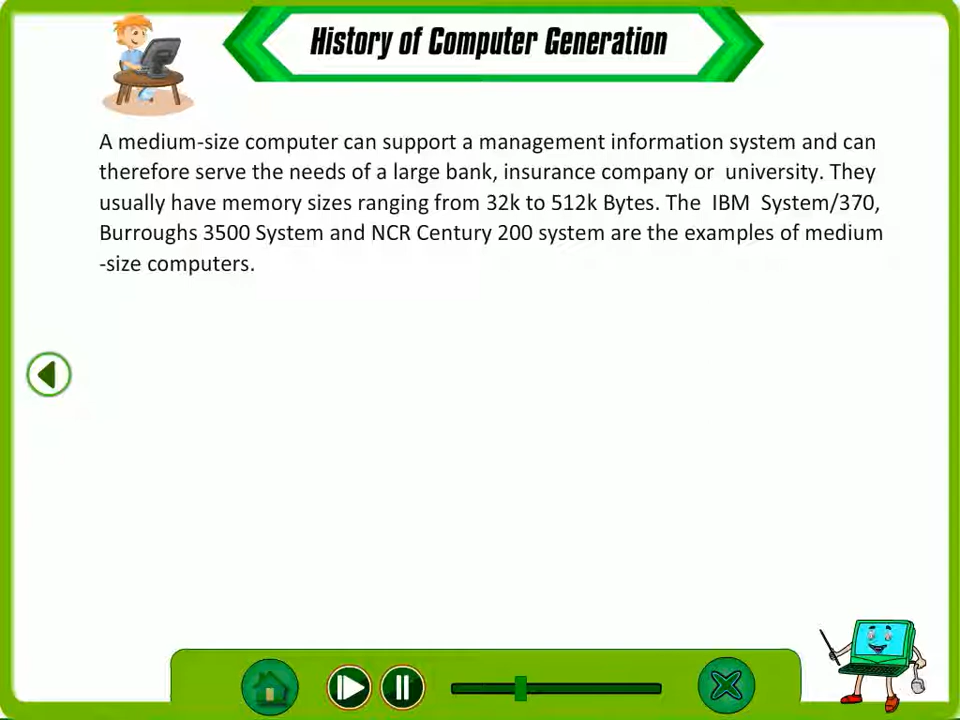 History of Computer Generation
A medium-size computer can support a management information system and can
therefore serve the needs of a large bank, insurance company or university. They
usually have memory sizes ranging from 32k to 512k Bytes. The IBM System/370,
Burroughs 3500 System and NCR Century 200 system are the examples of medium
-size computers.